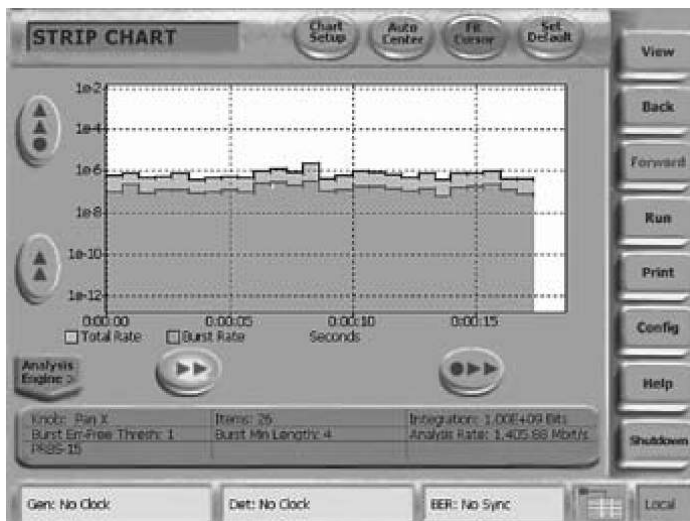 STRIP CHART
Chart Setup
Auto Center
Fit Cursor
Set Default
View
Back
Forward
Run
Print
Config
Help
Shutdown
1e-2
1e-4
1e-6
1e-8
1e-10
1e-12
0:00:00 0:00:05 0:00:10 0:00:15
Total Rate Burst Rate Seconds
Analysis
Engine >
Knob: Pan X Items: 26 Integration: 1.00E+09 Bits
Burst Err-Free Thresh: 1 Burst Min Length: 4 Analysis Rate: 1,405.88 Mbit/s
PRBS-15
Gen: No Clock Det: No Clock BER: No Sync Local